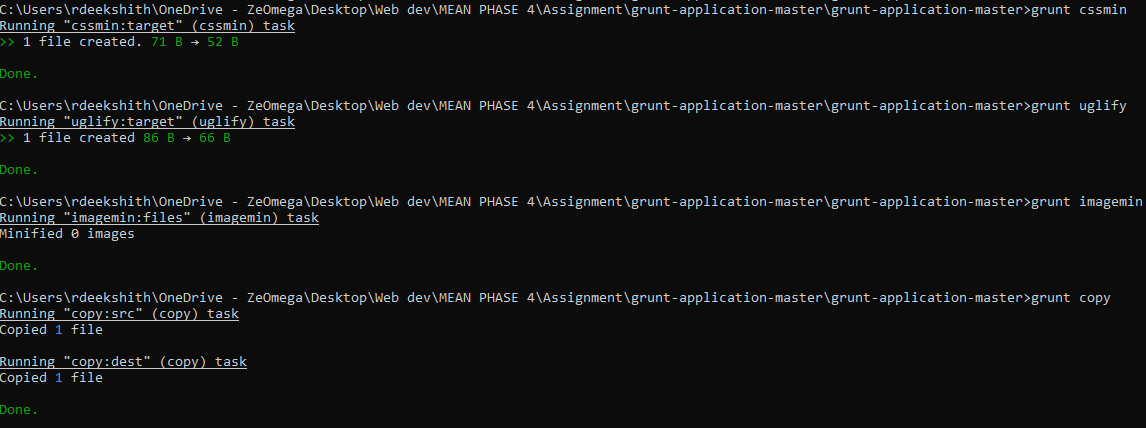 C:\Users\rdeekshith\OneDrive - ZeOmega\Desktop\Web dev\MEAN PHASE 4\Assignment\grunt-application-master\grunt-application-master>grunt cssmin
Running "cssmin:target" (cssmin) task
>> 1 file created. 71 B → 52 B
Done.
C:\Users\rdeekshith\OneDrive - ZeOmega\Desktop\Web dev\MEAN PHASE 4\Assignment\grunt-application-master\grunt-application-master>grunt uglify
Running "uglify:target" (uglify) task
>> 1 file created 86 B → 66 B
Done.
C:\Users\rdeekshith\OneDrive - ZeOmega\Desktop\Web dev\MEAN PHASE 4\Assignment\grunt-application-master\grunt-application-master>grunt imagemin
Running "imagemin:files" (imagemin) task
Minified 0 images
Done.
C:\Users\rdeekshith\OneDrive - ZeOmega\Desktop\Web dev\MEAN PHASE 4\Assignment\grunt-application-master\grunt-application-master>grunt copy
Running "copy:src" (copy) task
Copied 1 file
Running "copy:dest" (copy) task
Copied 1 file
Done.